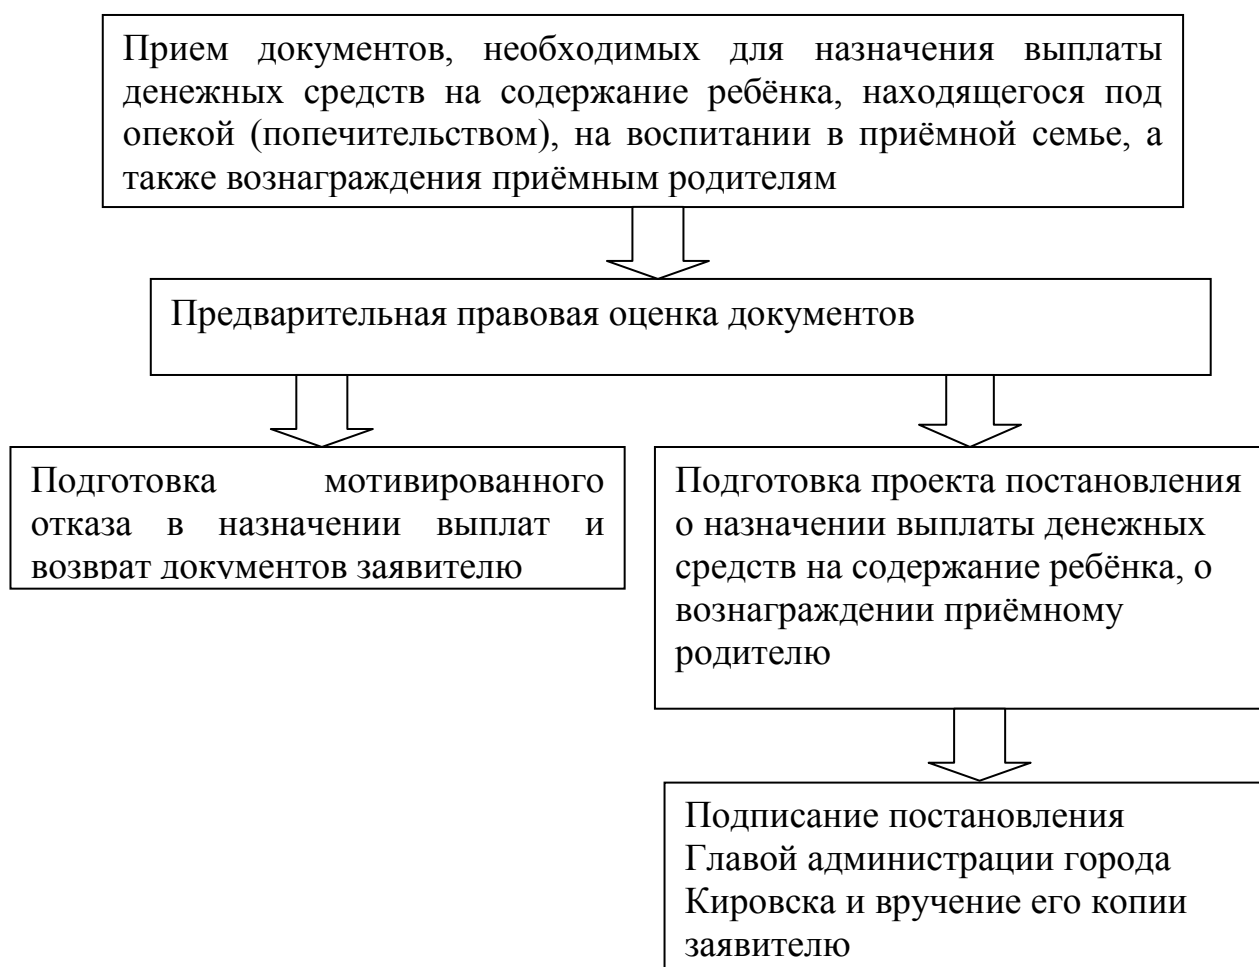 Прием документов, необходимых для назначения выплаты
денежных средств на содержание ребёнка, находящегося под
опекой (попечительством), на воспитании в приёмной семье, а
также вознаграждения приёмным родителям
Предварительная правовая оценка документов
Подготовка мотивированного
отказа в назначении выплат и
возврат документов заявителю
Подготовка проекта постановления
о назначении выплаты денежных
средств на содержание ребёнка, о
вознаграждении приёмному
родителю
Подписание постановления
Главой администрации города
Кировска и вручение его копии
заявителю